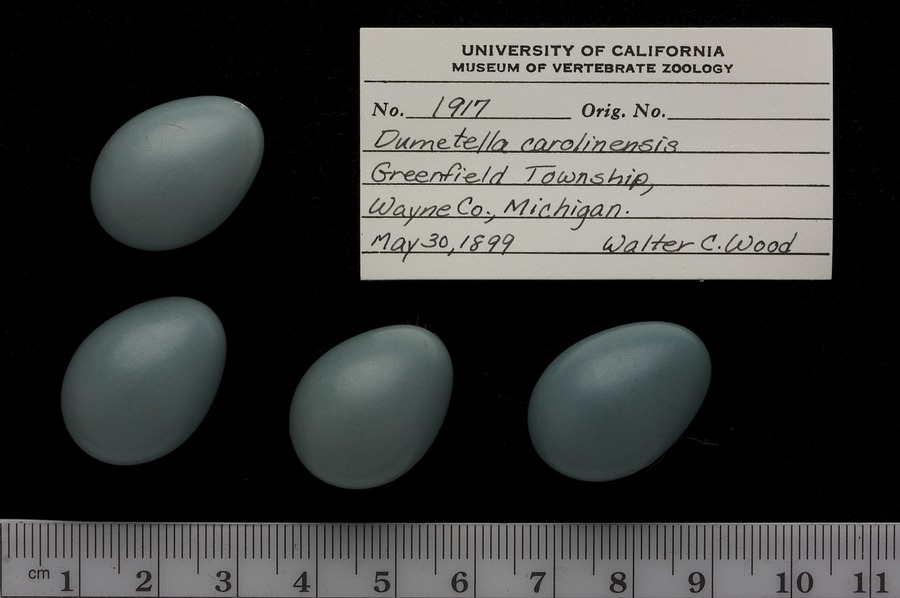 UNIVERSITY OF CALIFORNIA
MUSEUM OF VERTEBRATE ZOOLOGY
No. 1917 Orig. No.
Dumetella carolinensis
Greenfield Township,
Wayne Co., Michigan.
May 30, 1899 Walter C. Wood
cm 1 2 3 4 5 6 7 8 9 10 11